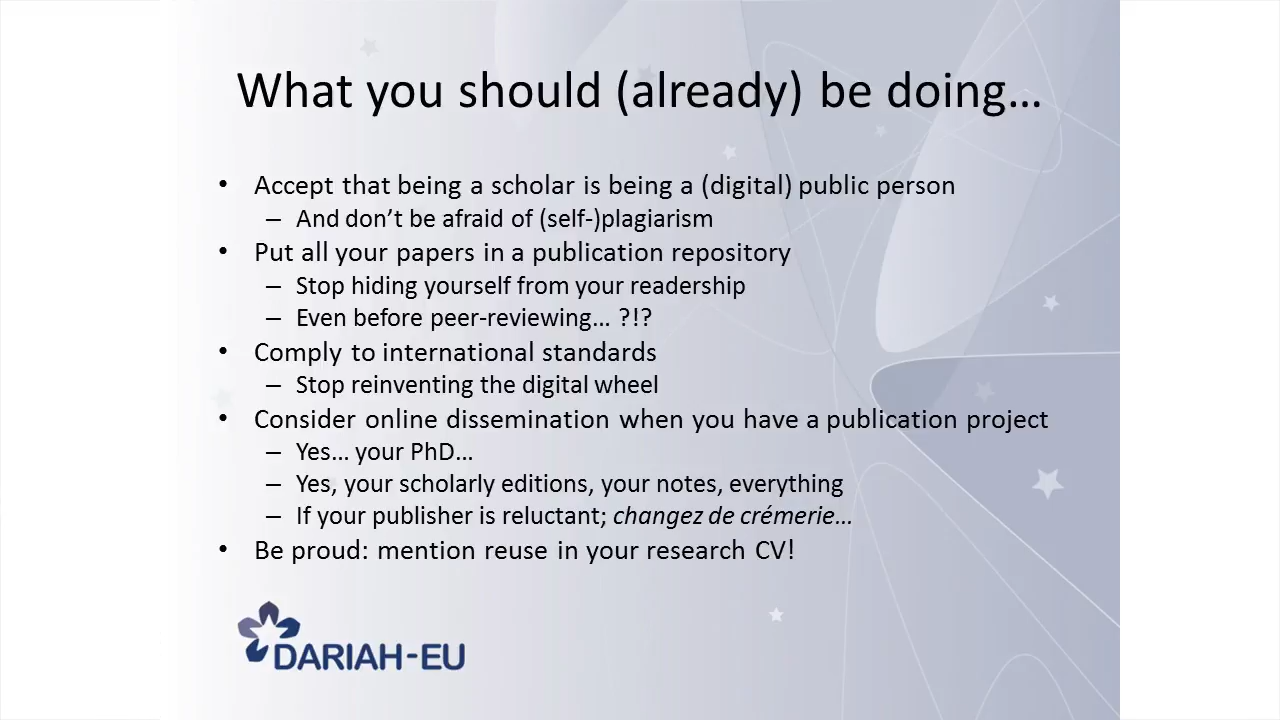 What you should (already) be doing…
• Accept that being a scholar is being a (digital) public person
– And don’t be afraid of (self-)plagiarism
• Put all your papers in a publication repository
– Stop hiding yourself from your readership
– Even before peer-reviewing… ?!?
• Comply to international standards
– Stop reinventing the digital wheel
• Consider online dissemination when you have a publication project
– Yes… your PhD…
– Yes, your scholarly editions, your notes, everything
– If your publisher is reluctant; changez de crémerie…
• Be proud: mention reuse in your research CV!
DARIAH-EU